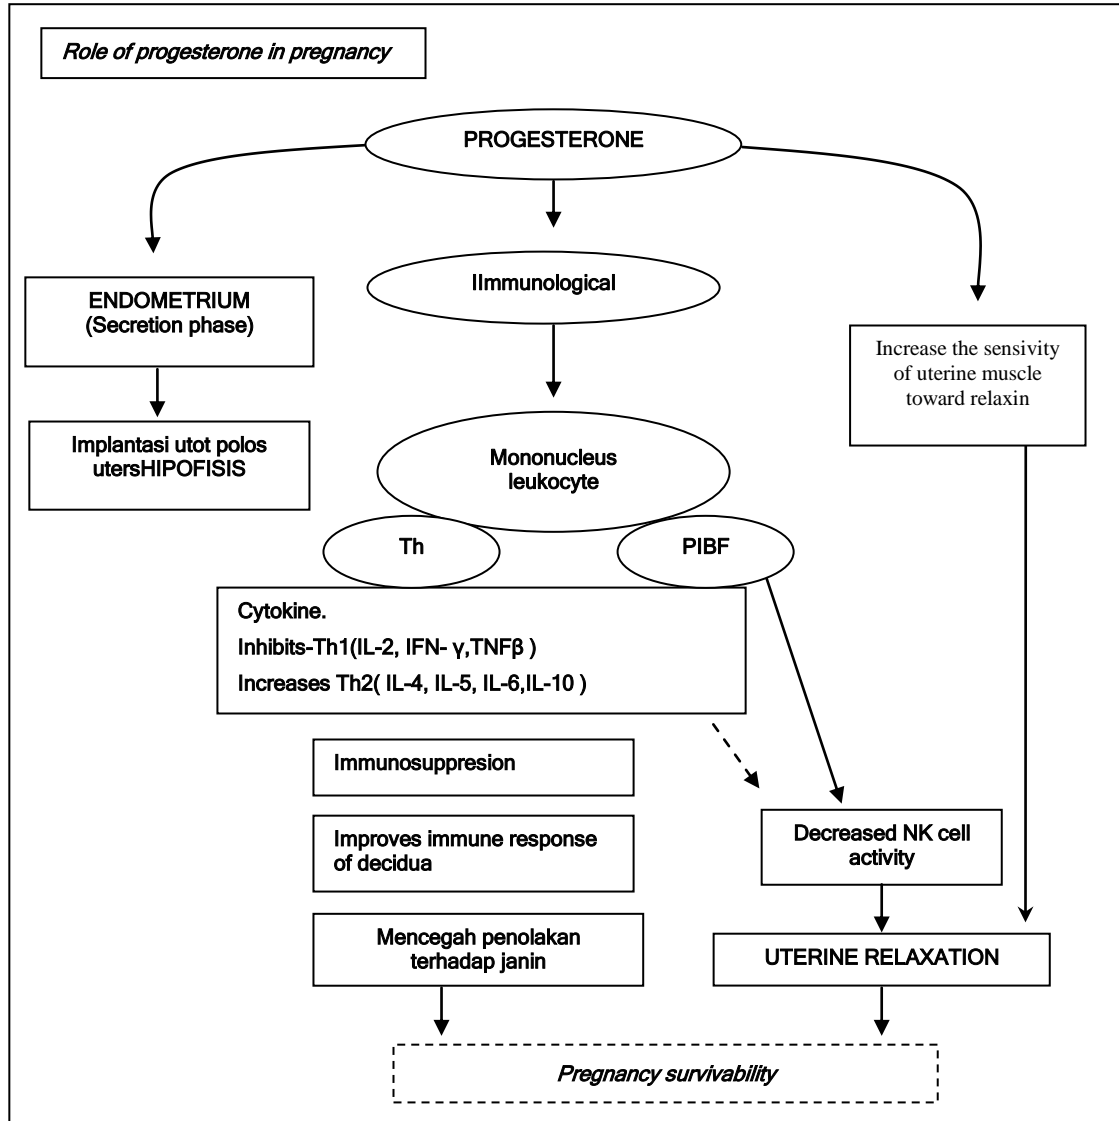 Role of progesterone in pregnancy
PROGESTERONE
ENDOMETRIUM
(Secretion phase)
IImmunological
Increase the sensivity
of uterine muscle
toward relaxin
Implantasi utot polos
utersHIPOFISIS
Mononucleus
leukocyte
Th
PIBF
Cytokine.
Inhibits-Th1(IL-2, IFN- γ,TNFβ )
Increases Th2( IL-4, IL-5, IL-6,IL-10 )
Immunosuppresion
Improves immune response
of decidua
Decreased NK cell
activity
Mencegah penolakan
terhadap janin
UTERINE RELAXATION
Pregnancy survivability